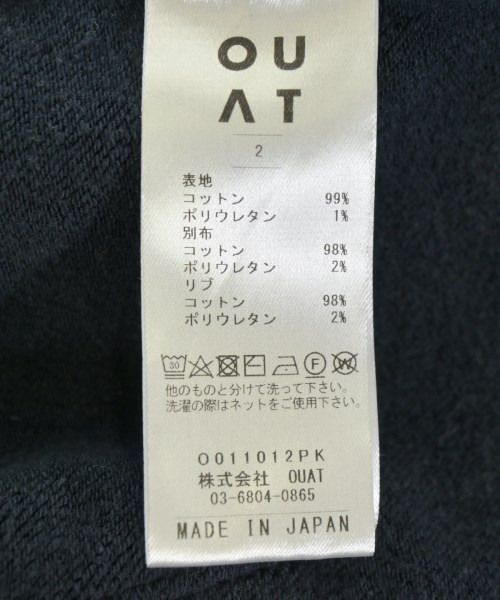 OU
AT
2
表地
コットン 99%
ポリウレタン 1%
別布
コットン 98%
ポリウレタン 2%
リブ
コットン 98%
ポリウレタン 2%
30 F W
他のものと分けて洗って下さい。
洗濯の際はネットをご使用下さい。
O011012PK
株式会社 OUAT
03-6804-0865
MADE IN JAPAN